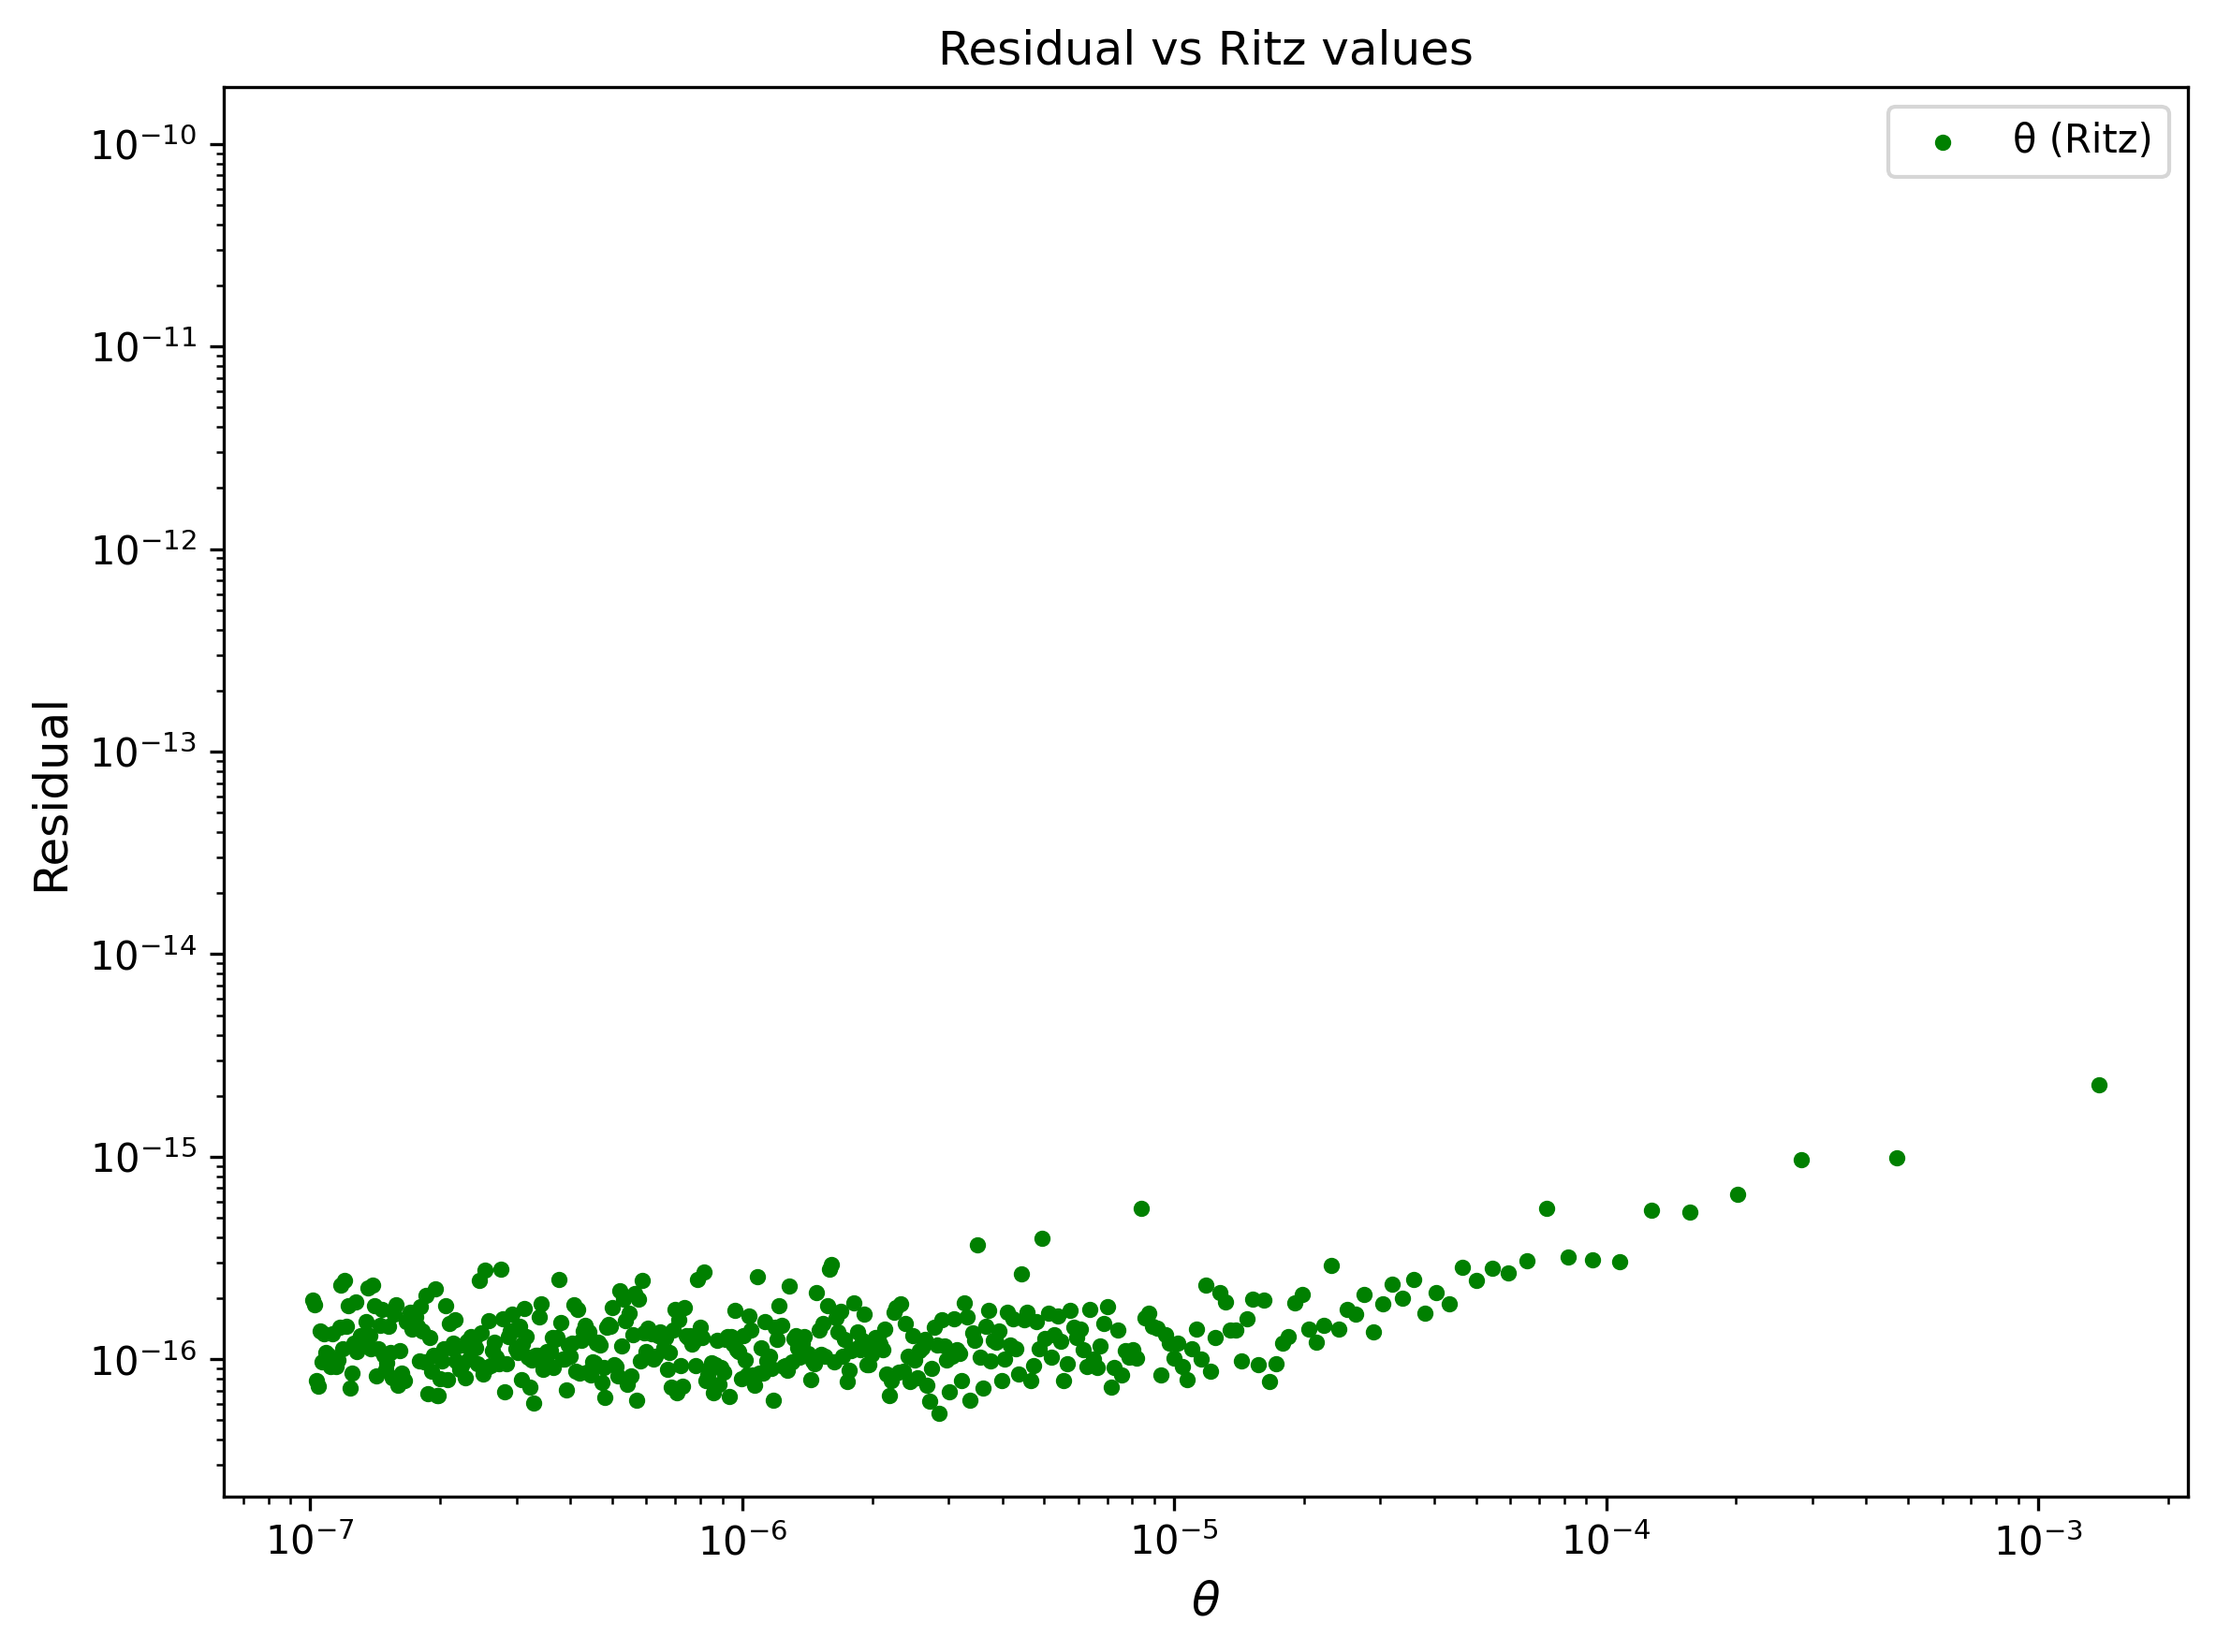 Residual vs Ritz values
θ (Ritz)
Residual
10⁻¹⁰
10⁻¹¹
10⁻¹²
10⁻¹³
10⁻¹⁴
10⁻¹⁵
10⁻¹⁶
10⁻⁷ 10⁻⁶ 10⁻⁵ 10⁻⁴ 10⁻³
θ